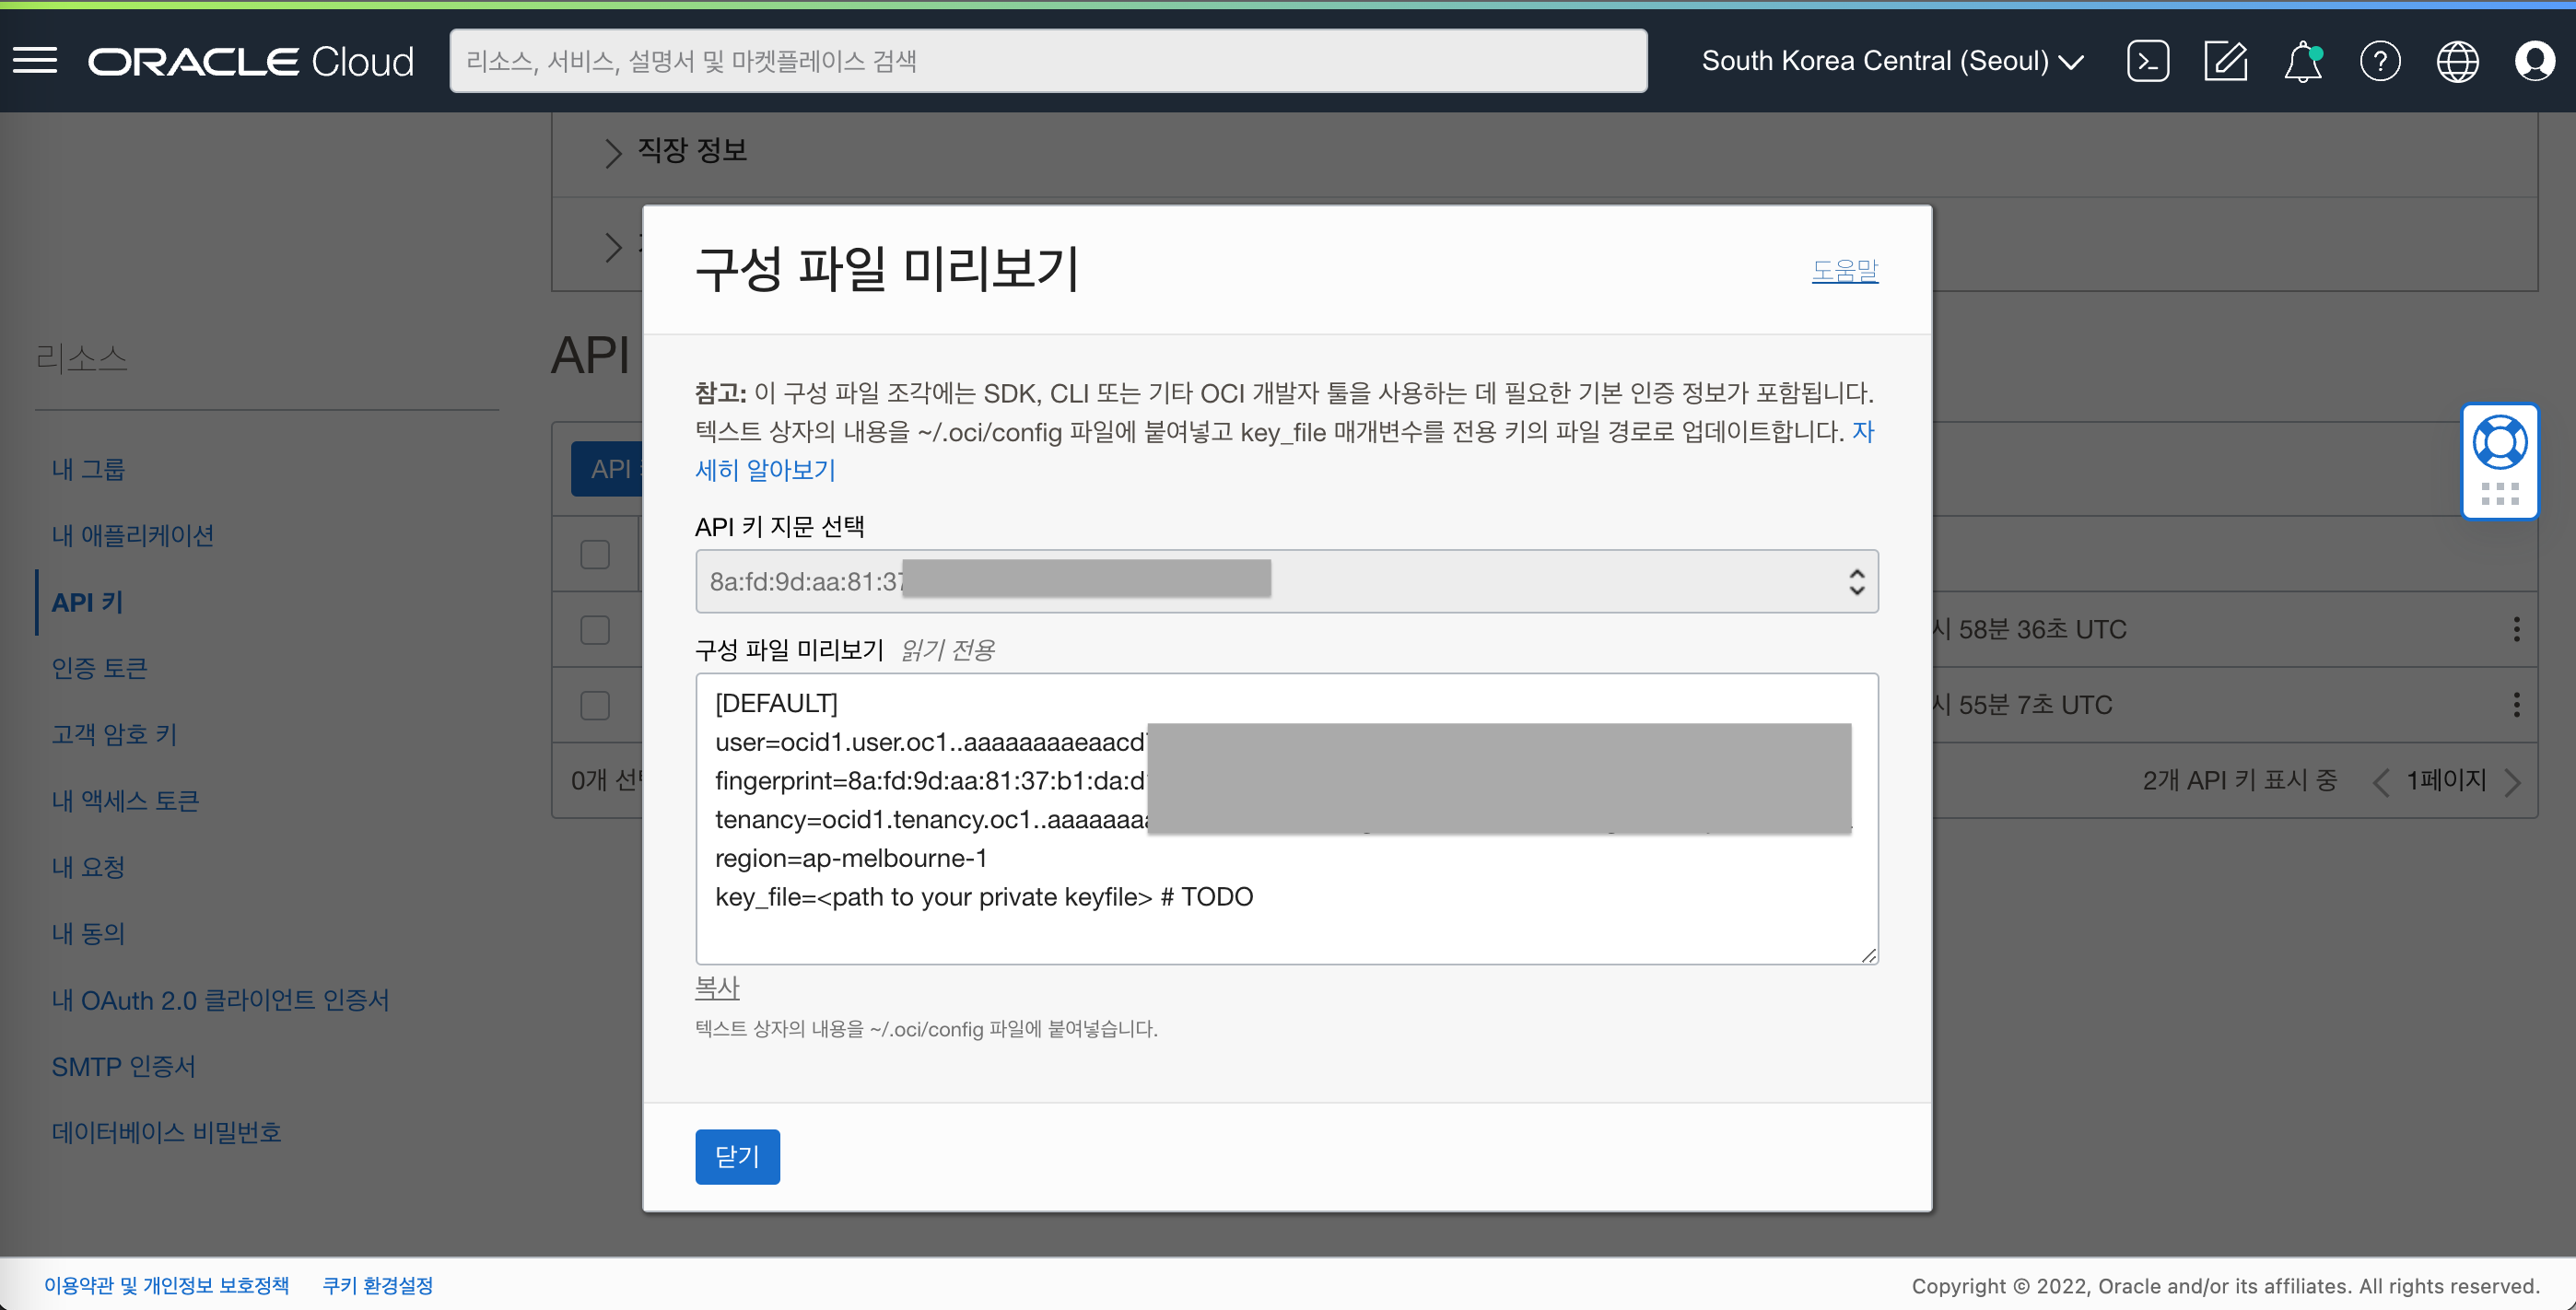 ORACLE Cloud
리소스, 서비스, 설명서 및 마켓플레이스 검색
South Korea Central (Seoul)
직장 정보
리소스
내 그룹
내 애플리케이션
API 키
인증 토큰
고객 암호 키
내 액세스 토큰
내 요청
내 동의
내 OAuth 2.0 클라이언트 인증서
SMTP 인증서
데이터베이스 비밀번호
API
API
0개
구성 파일 미리보기
도움말
참고: 이 구성 파일 조각에는 SDK, CLI 또는 기타 OCI 개발자 툴을 사용하는 데 필요한 기본 인증 정보가 포함됩니다.
텍스트 상자의 내용을 ~/.oci/config 파일에 붙여넣고 key_file 매개변수를 전용 키의 파일 경로로 업데이트합니다. 자
세히 알아보기
API 키 지문 선택
8a:fd:9d:aa:81:37
구성 파일 미리보기 읽기 전용
[DEFAULT]
user=ocid1.user.oc1..aaaaaaaaeaacd
fingerprint=8a:fd:9d:aa:81:37:b1:da:d
tenancy=ocid1.tenancy.oc1..aaaaaaaa
region=ap-melbourne-1
key_file=<path to your private keyfile> # TODO
복사
텍스트 상자의 내용을 ~/.oci/config 파일에 붙여넣습니다.
닫기
시 58분 36초 UTC
시 55분 7초 UTC
2개 API 키 표시 중
1페이지
이용약관 및 개인정보 보호정책
쿠키 환경설정
Copyright © 2022, Oracle and/or its affiliates. All rights reserved.